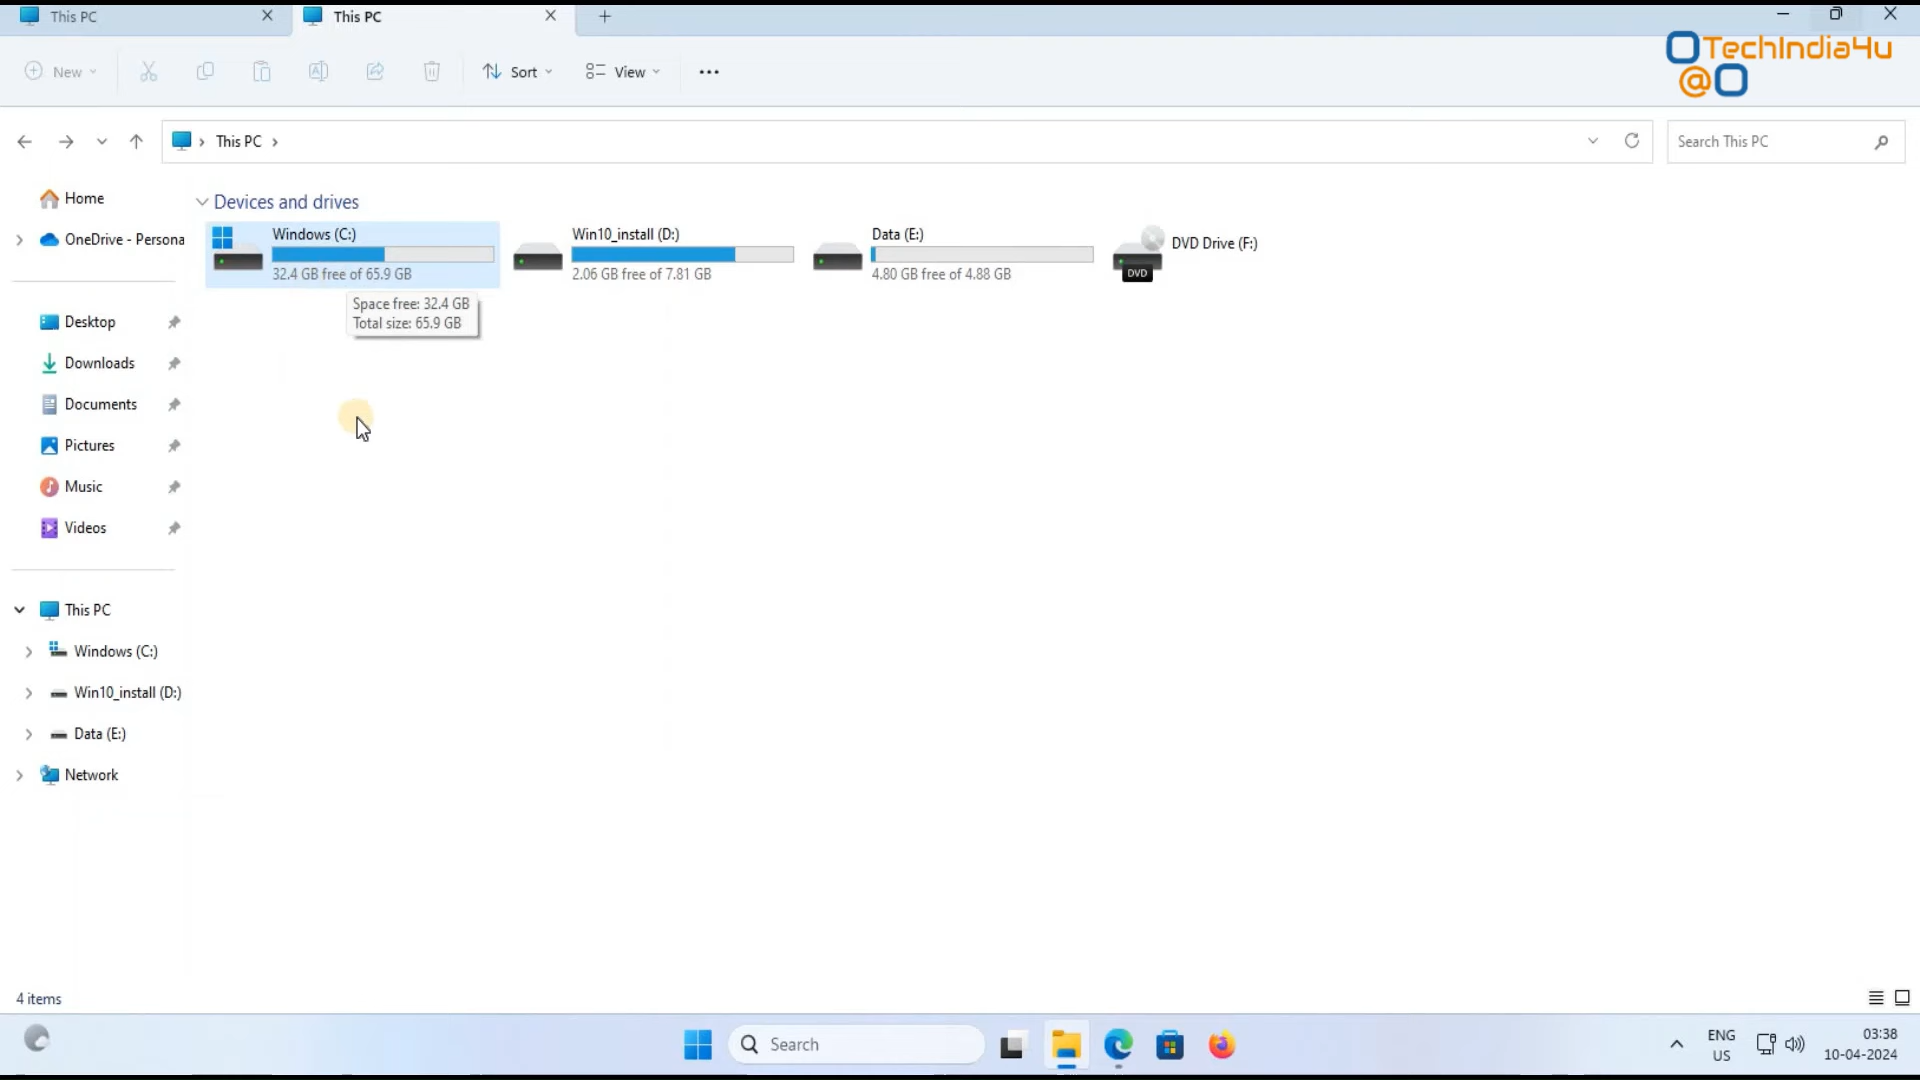 This PC
This PC
TechIndia4u
@
New
Sort
View
This PC
Search This PC
Home
OneDrive - Persona
Desktop
Downloads
Documents
Pictures
Music
Videos
This PC
Windows (C:)
Win10_install (D:)
Data (E:)
Network
Devices and drives
Windows (C:)
32.4 GB free of 65.9 GB
Win10_install (D:)
2.06 GB free of 7.81 GB
Data (E:)
4.80 GB free of 4.88 GB
DVD Drive (F:)
DVD
Space free: 32.4 GB
Total size: 65.9 GB
4 items
Search
ENG
US
03:38
10-04-2024